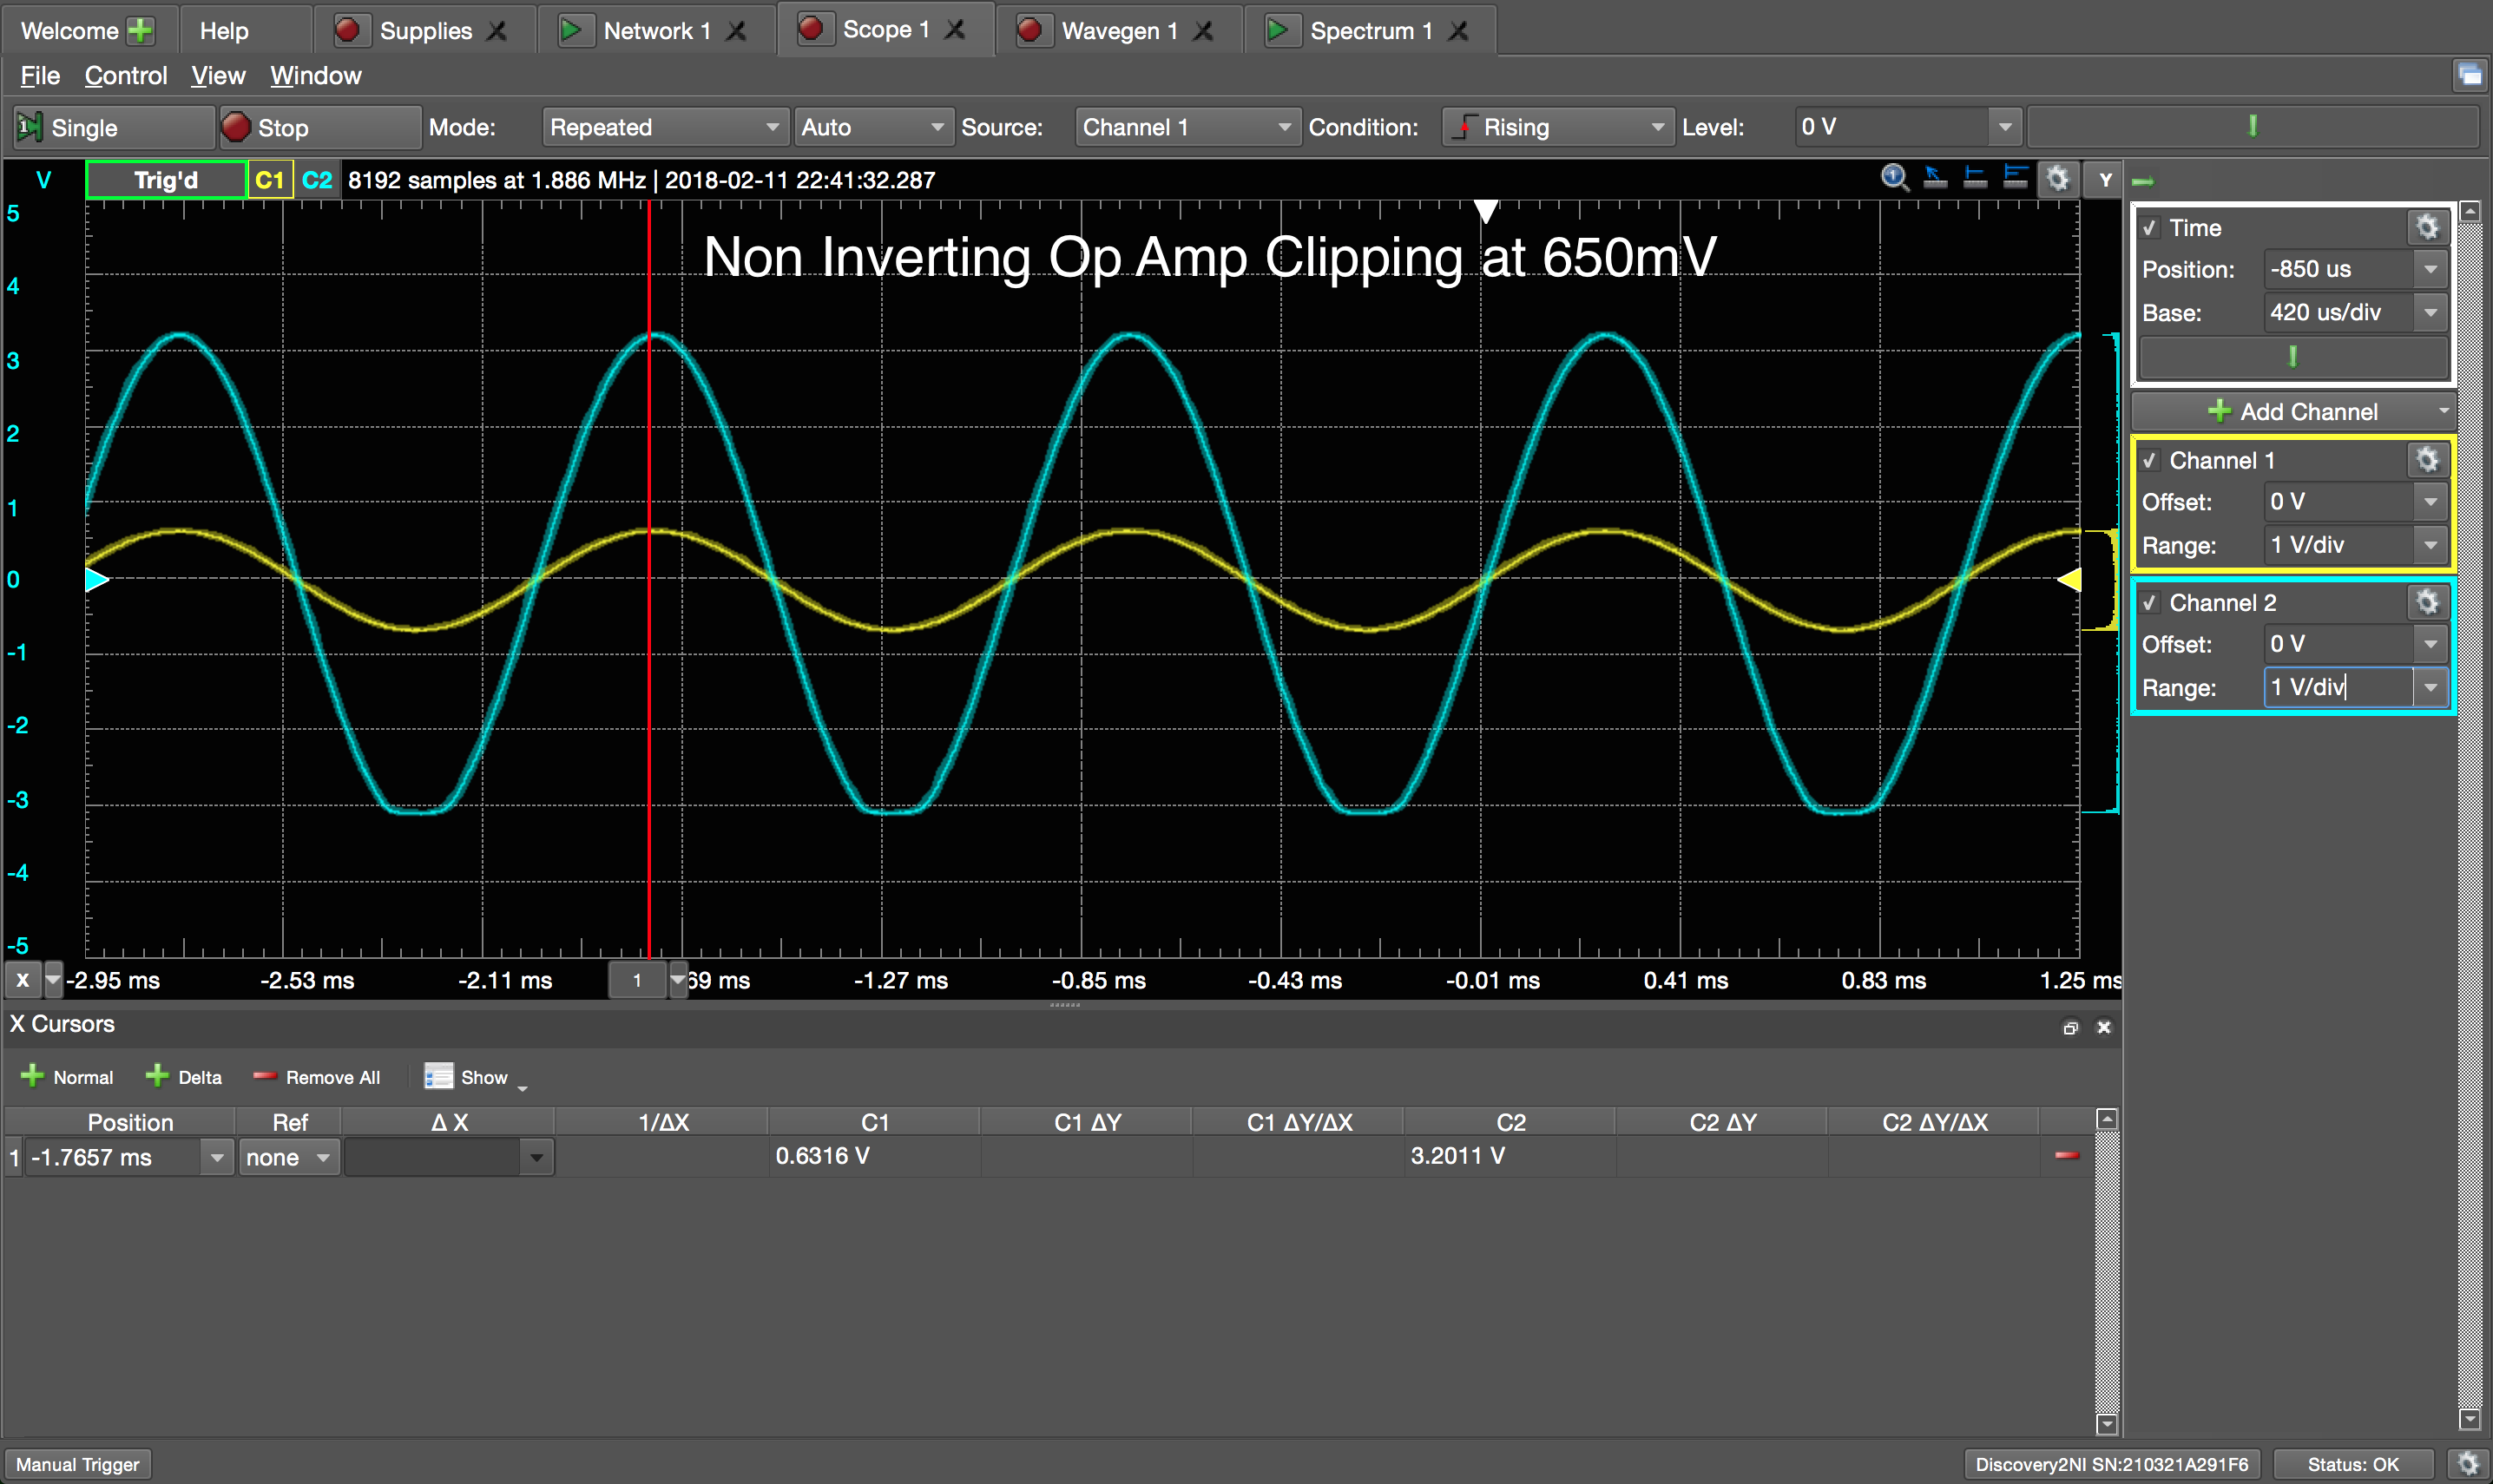 Welcome Help Supplies Network 1 Scope 1 Wavegen 1 Spectrum 1
File Control View Window
Single Stop Mode: Repeated Auto Source: Channel 1 Condition: Rising Level: 0 V
V Trig'd C1 C2 8192 samples at 1.886 MHz | 2018-02-11 22:41:32.287 Y
Non Inverting Op Amp Clipping at 650mV
5
4
3
2
1
0
-1
-2
-3
-4
-5
X -2.95 ms -2.53 ms -2.11 ms 1 69 ms -1.27 ms -0.85 ms -0.43 ms -0.01 ms 0.41 ms 0.83 ms 1.25 ms
Time
Position: -850 us
Base: 420 us/div
Add Channel
Channel 1
Offset: 0 V
Range: 1 V/div
Channel 2
Offset: 0 V
Range: 1 V/div
X Cursors
Normal Delta Remove All Show
Position Ref Δ X 1/ΔX C1 C1 ΔY C1 ΔY/ΔX C2 C2 ΔY C2 ΔY/ΔX
1 -1.7657 ms none 0.6316 V 3.2011 V
Manual Trigger Discovery2NI SN:210321A291F6 Status: OK